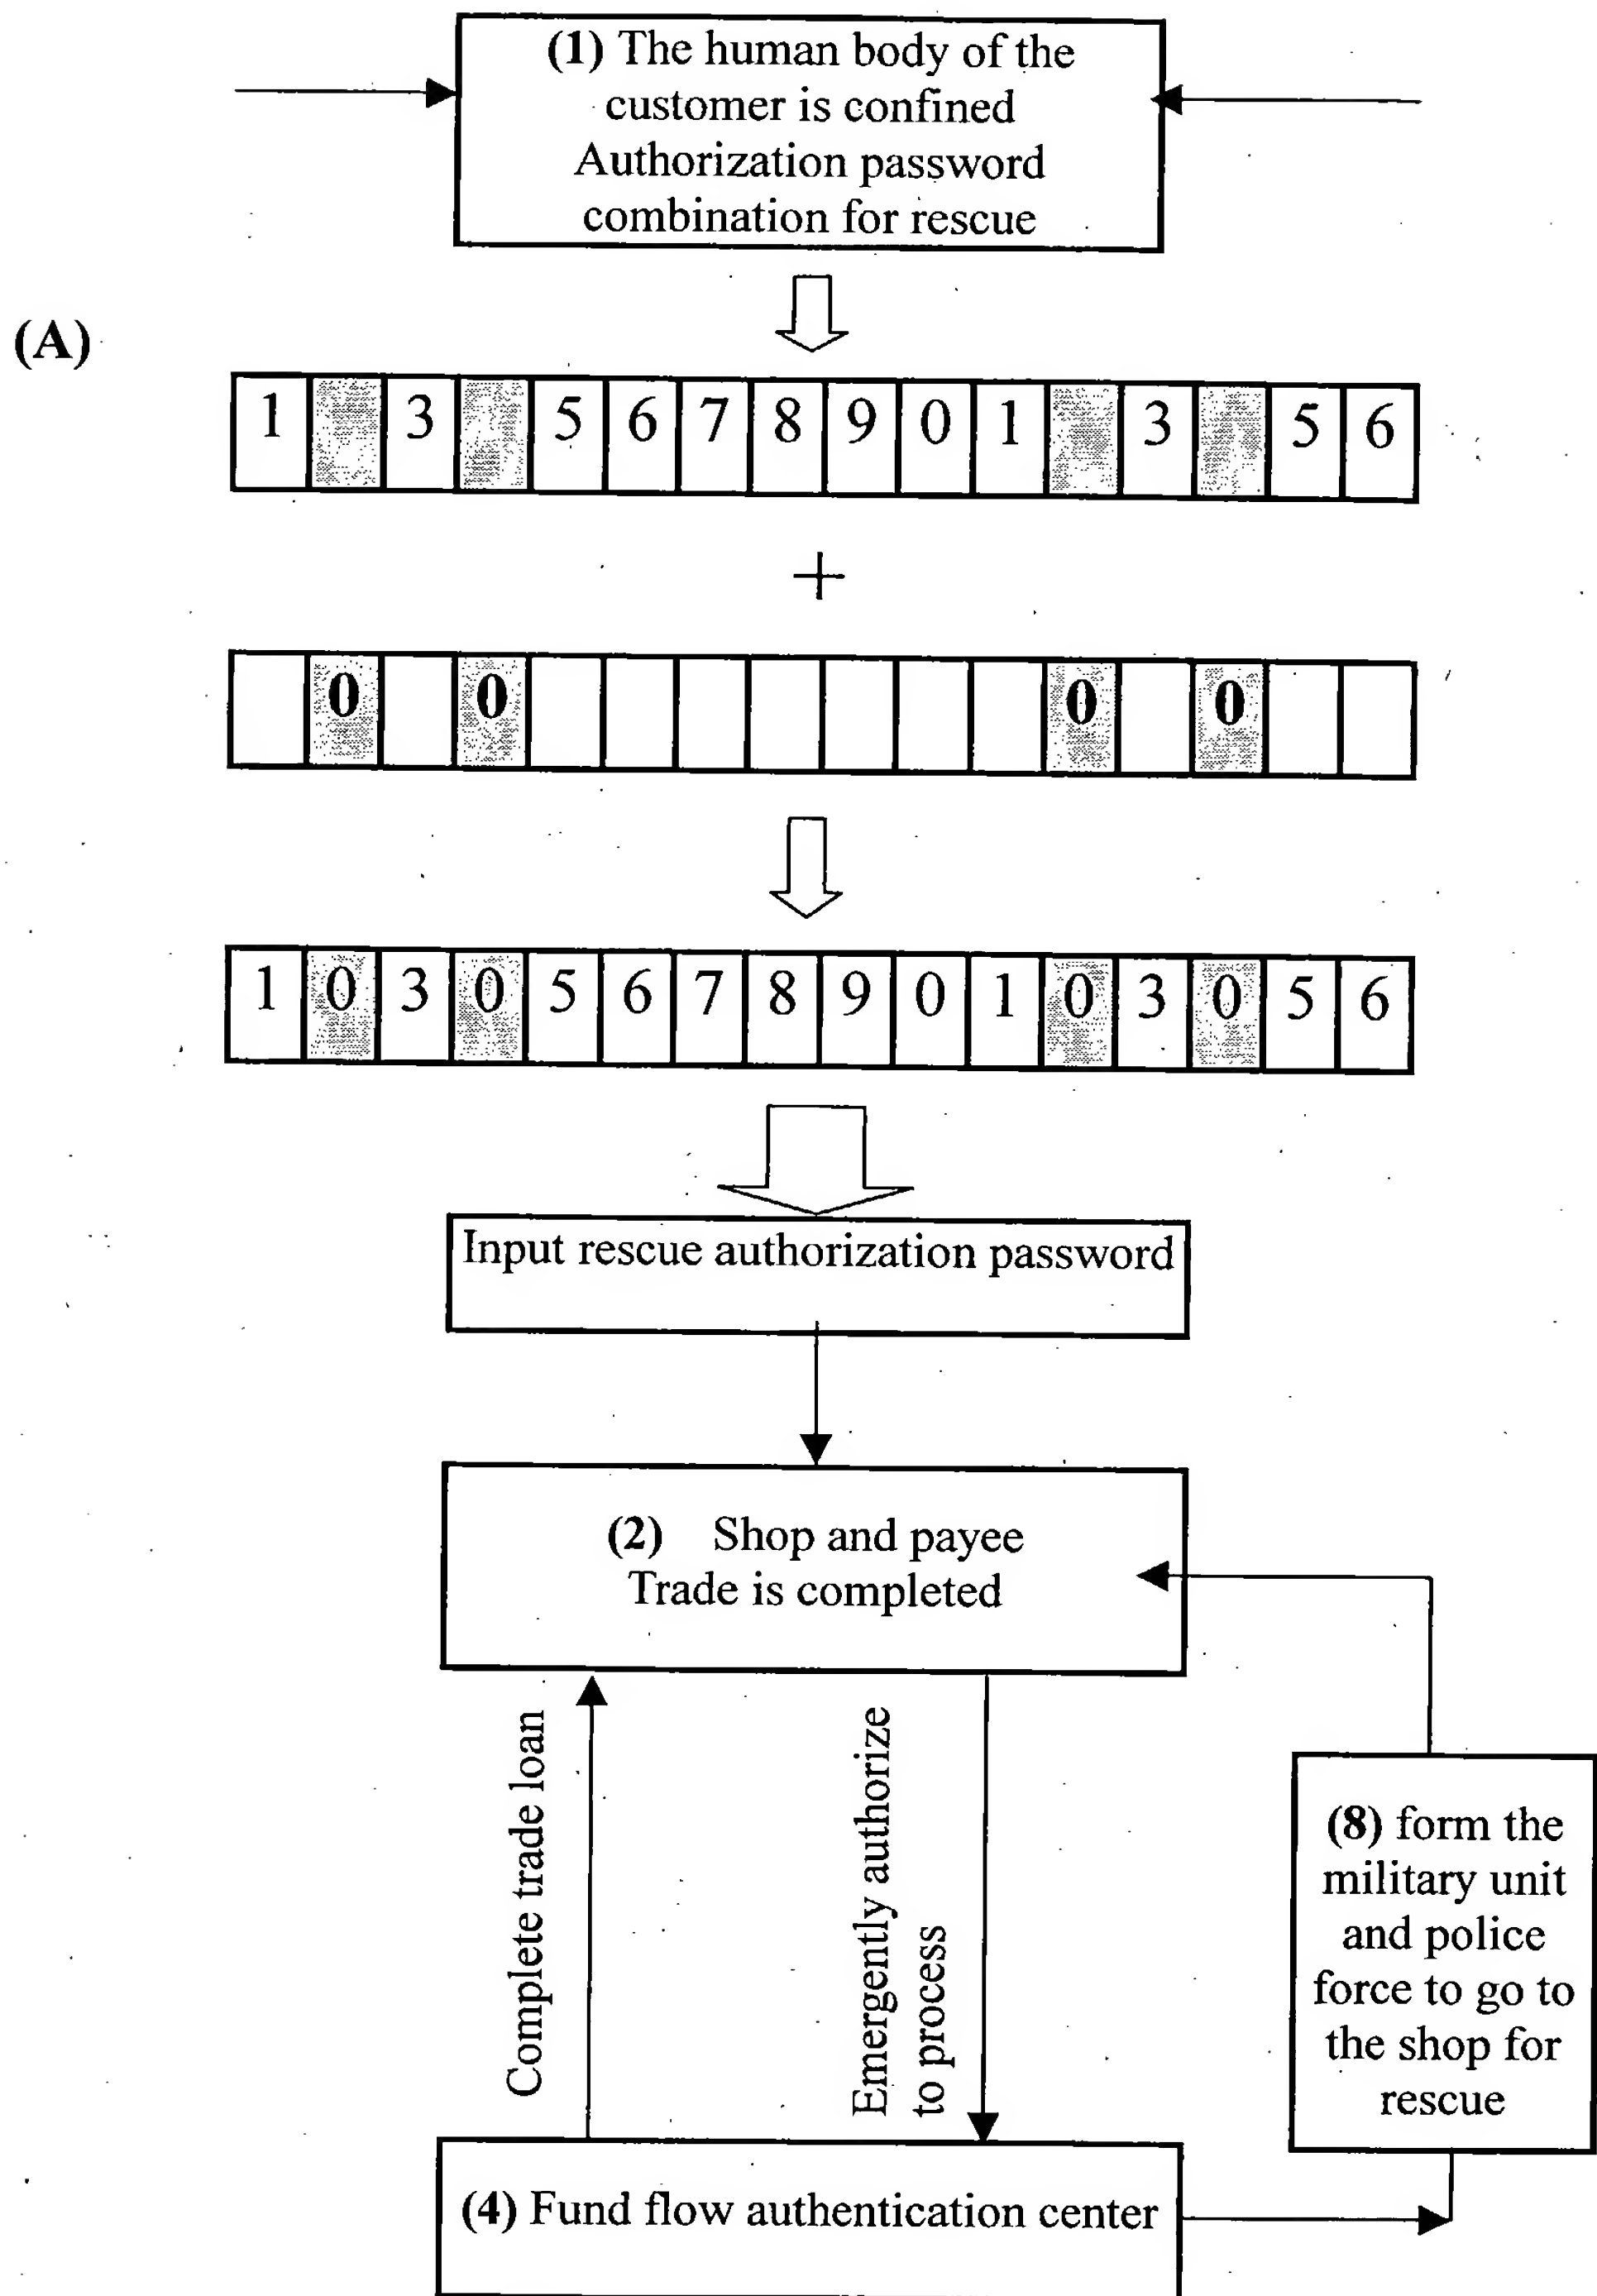 (1) The human body of the
customer is confined
Authorization password
combination for rescue
(A)
1 3 5 6 7 8 9 0 1 3 5 6
+
0 0 0 0
1 0 3 0 5 6 7 8 9 0 1 0 3 0 5 6
Input rescue authorization password
(2) Shop and payee
Trade is completed
Complete trade loan
Emergently authorize
to process
(8) form the
military unit
and police
force to go to
the shop for
rescue
(4) Fund flow authentication center